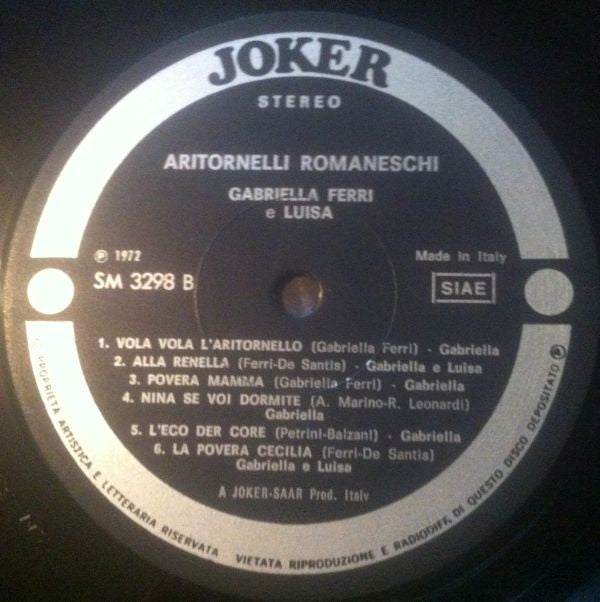 JOKER
STEREO
ARITORNELLI ROMANESCHI
GABRIELLA FERRI
e LUISA
℗ 1972
SM 3298 B
Made in Italy
SIAE
1. VOLA VOLA L'ARITORNELLO (Gabriella Ferri) - Gabriella
2. ALLA RENELLA (Ferri-De Santis) - Gabriella e Luisa
3. POVERA MAMMA (Gabriella Ferri) - Gabriella
4. NINA SE VOI DORMITE (A. Marino-R. Leonardi)
Gabriella
5. L'ECO DER CORE (Petrini-Balzani) - Gabriella
6. LA POVERA CECILIA (Ferri-De Santis)
Gabriella e Luisa
A JOKER-SAAR Prod. Italy
PROPRIETA ARTISTICA E LETTERARIA RISERVATA VIETATA RIPRODUZIONE E RADIODIFF. DI QUESTO DISCO DEPOSITATO ℗